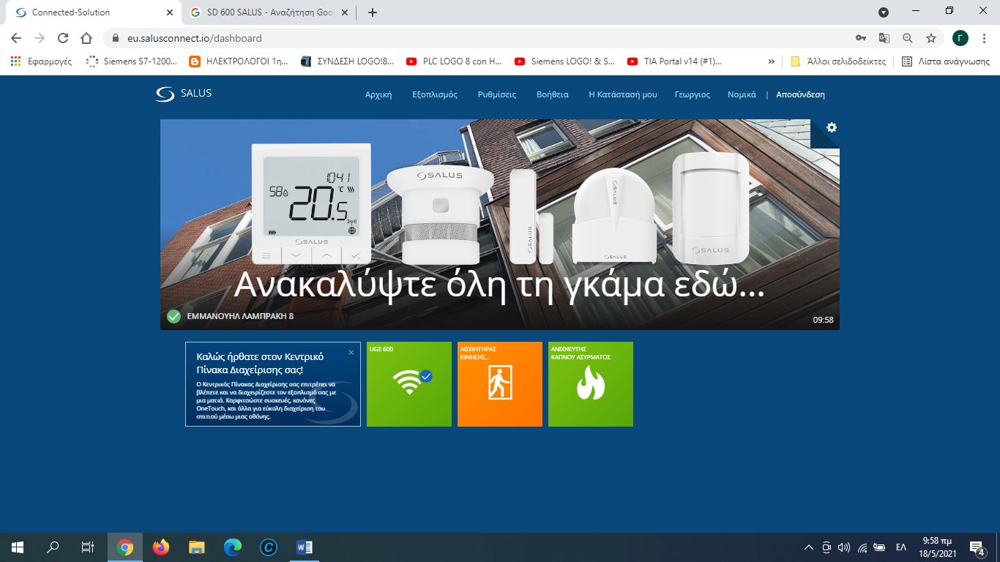 Connected-Solution
SD 600 SALUS - Αναζήτηση Goo
eu.salusconnect.io/dashboard
Γ
Εφαρμογές
Siemens S7-1200...
ΗΛΕΚΤΡΟΛΟΓΟΙ 1η...
ΣΥΝΔΕΣΗ LOGO!8...
PLC LOGO 8 con H...
Siemens LOGO! & S...
TIA Portal v14 (#1)...
»
Άλλοι σελιδοδείκτες
Λίστα ανάγνωσης
SALUS
Αρχική
Εξοπλισμός
Ρυθμίσεις
Βοήθεια
Η Κατάστασή μου
Γεωργιος
Νομικά
|
Αποσύνδεση
10:41
58
20.5
°C
SALUS
SALUS
SALUS
SALUS
SALUS
SALUS
Ανακαλύψτε όλη τη γκάμα εδώ...
ΕΜΜΑΝΟΥΗΛ ΛΑΜΠΡΑΚΗ 8
09:58
Καλώς ήρθατε στον Κεντρικό
Πίνακα Διαχείρισης σας!
Ο Κεντρικός Πίνακας Διαχείρισης σας επιτρέπει να
βλέπετε και να διαχειρίζεστε τον εξοπλισμό σας με
μια ματιά. Καρφιτσώστε συσκευές, κανόνες
OneTouch, και άλλα για εύκολη διαχείριση του
σπιτιού μέσω μιας οθόνης.
UGE 600
ΑΙΣΘΗΤΗΡΑΣ
ΚΙΝΗΣΗΣ...
ΑΝΙΧΝΕΥΤΗΣ
ΚΑΠΝΟΥ ΑΣΥΡΜΑΤΟΣ
ΕΛ
9:58 πμ
18/5/2021
4